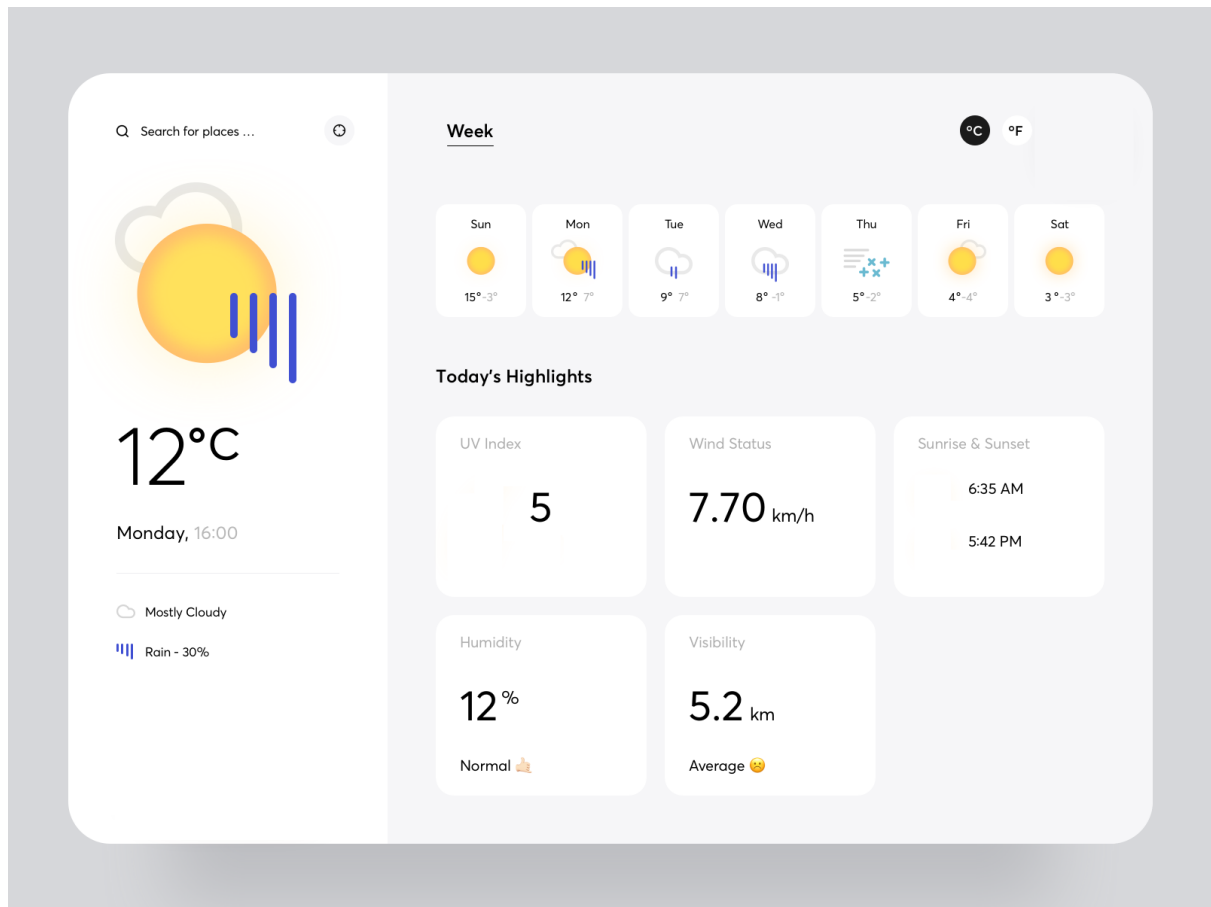 Search for places ...
12°C
Monday, 16:00
Mostly Cloudy
Rain - 30%
Week
°C °F
Sun
15°-3°
Mon
12° 7°
Tue
9° 7°
Wed
8° -1°
Thu
5°-2°
Fri
4°-4°
Sat
3°-3°
Today's Highlights
UV Index
5
Wind Status
7.70 km/h
Sunrise & Sunset
6:35 AM
5:42 PM
Humidity
12%
Normal 🤙🏻
Visibility
5.2 km
Average ☹️